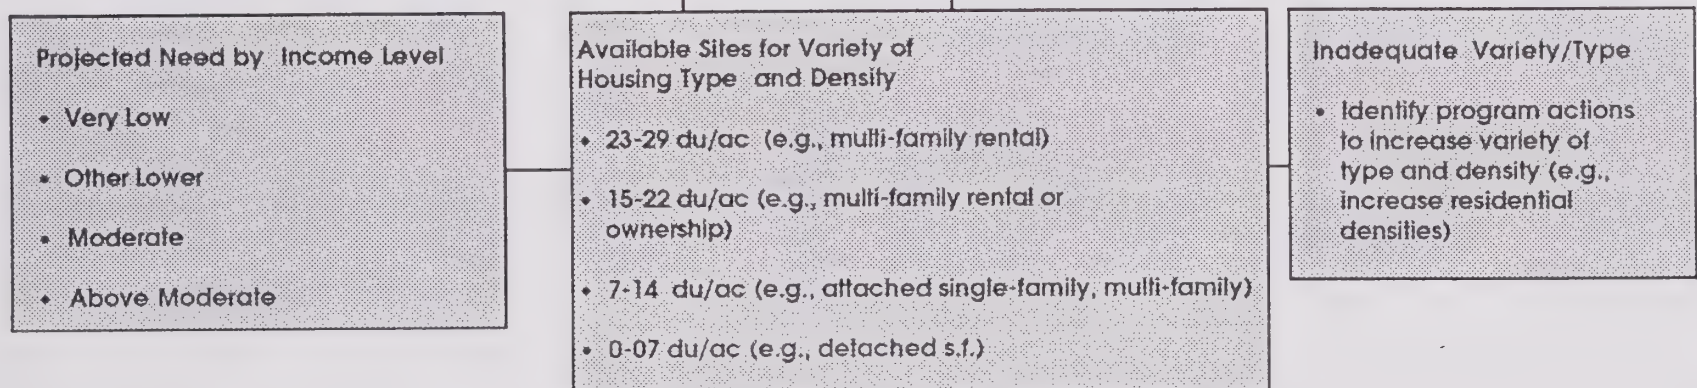 Projected Need by Income Level
• Very Low
• Other Lower
• Moderate
• Above Moderate
Available Sites for Variety of
Housing Type and Density
• 23-29 du/ac (e.g., multi-family rental)
• 15-22 du/ac (e.g., multi-family rental or
ownership)
• 7-14 du/ac (e.g., attached single-family, multi-family)
• 0-07 du/ac (e.g., detached s.f.)
Inadequate Variety/Type
• Identify program actions
to increase variety of
type and density (e.g.,
increase residential
densities)